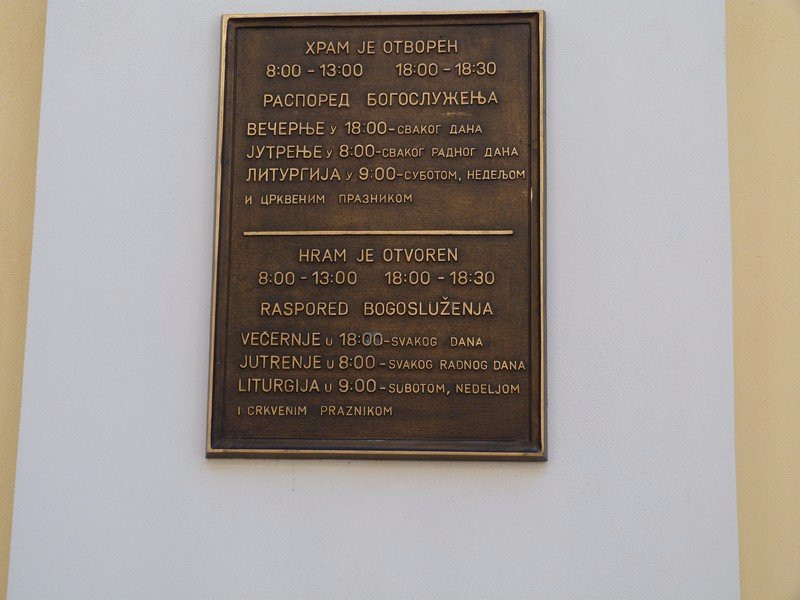 ХРАМ ЈЕ ОТВОРЕН
8:00 - 13:00 18:00 - 18:30
РАСПОРЕД БОГОСЛУЖЕЊА
ВЕЧЕРЊЕ У 18:00 - СВАКОГ ДАНА
ЈУТРЕЊЕ У 8:00 - СВАКОГ РАДНОГ ДАНА
ЛИТУРГИЈА У 9:00 - СУБОТОМ, НЕДЕЉОМ
И ЦРКВЕНИМ ПРАЗНИКОМ
HRAM JE OTVOREN
8:00 - 13:00 18:00 - 18:30
RASPORED BOGOSLUŽENJA
VEČERNJE U 18:00 - SVAKOG DANA
JUTRENJE U 8:00 - SVAKOG RADNOG DANA
LITURGIJA U 9:00 - SUBOTOM, NEDELJOM
I CRKVENIM PRAZNIKOM